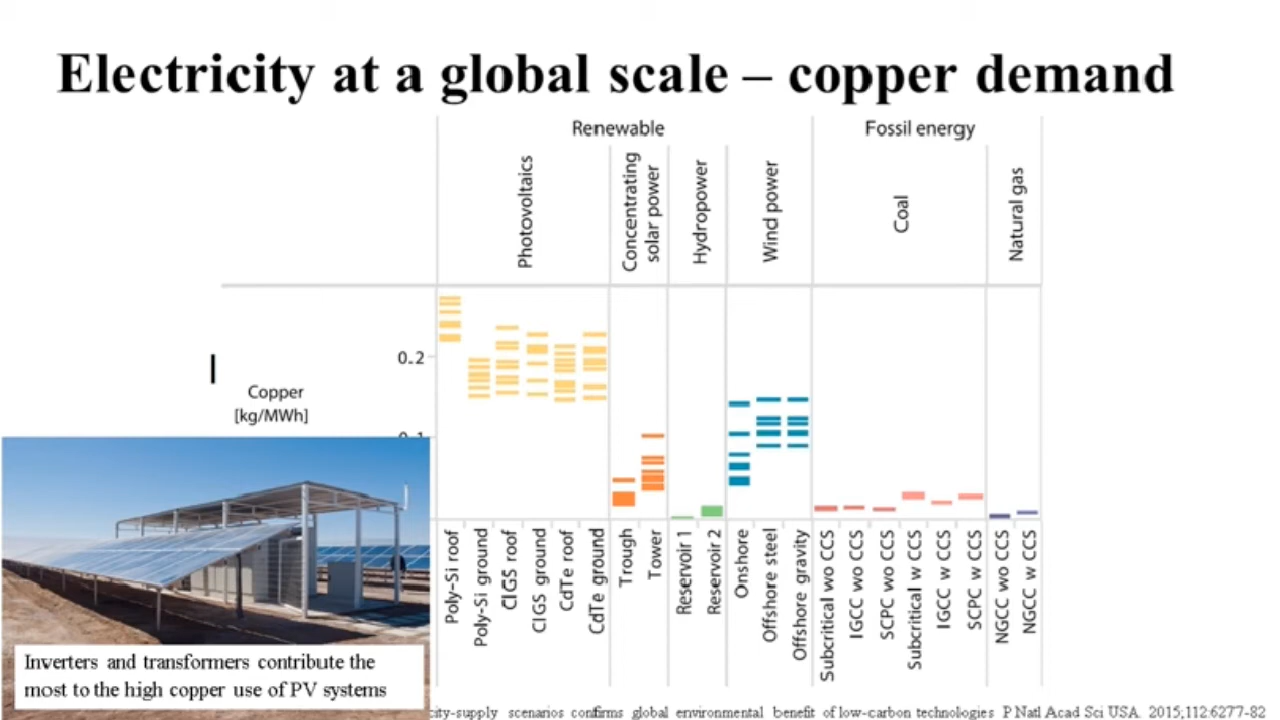 Electricity at a global scale – copper demand
Renewable
Fossil energy
Photovoltaics
Concentrating
solar power
Hydropower
Wind power
Coal
Natural gas
0.2
Copper
[kg/MWh]
Poly-Si roof
Poly-Si ground
CIGS roof
CIGS ground
CdTe roof
CdTe ground
Trough
Tower
Reservoir 1
Reservoir 2
Onshore
Offshore steel
Offshore gravity
Subcritical wo CCS
IGCC wo CCS
SCPC wo CCS
Subcritical w CCS
IGCC w CCS
SCPC w CCS
NGCC wo CCS
NGCC w CCS
Inverters and transformers contribute the
most to the high copper use of PV systems
city-supply scenarios confirms global environmental benefit of low-carbon technologies P Natl Acad Sci USA. 2015;112:6277-82